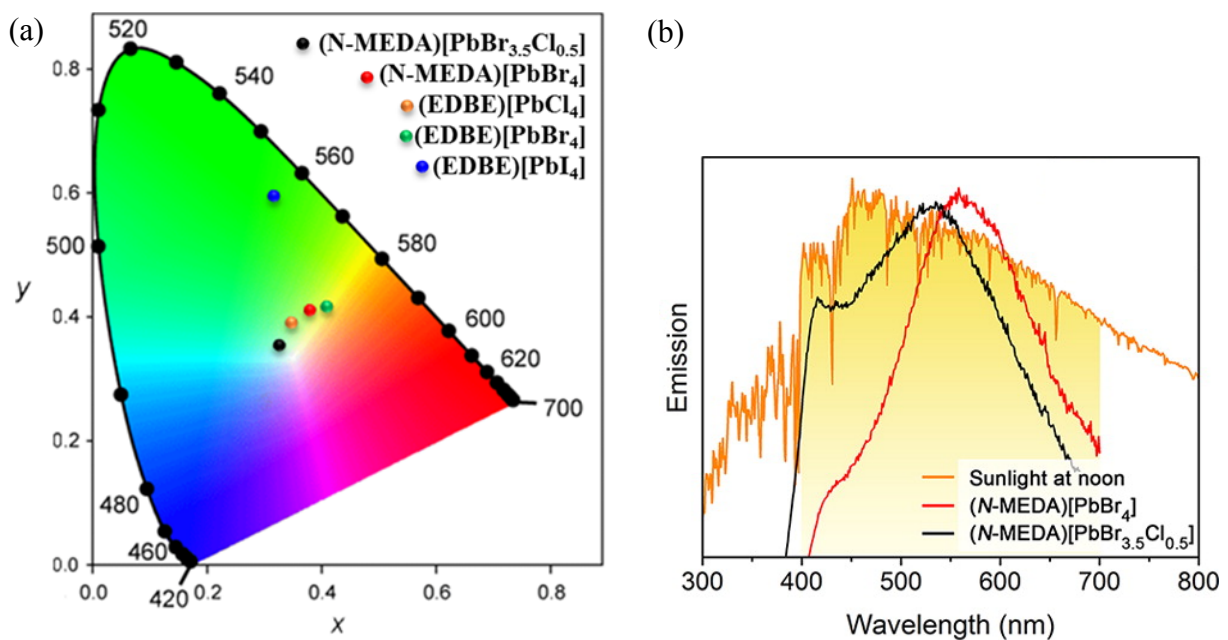 (a)
520
(N-MEDA)[PbBr3.5Cl0.5]
(N-MEDA)[PbBr4]
(EDBE)[PbCl4]
(EDBE)[PbBr4]
(EDBE)[PbI4]
540
560
580
600
620
700
500
480
460
420
0.8
0.6
0.4
0.2
0.0
y
0.0 0.2 0.4 0.6 0.8
x
(b)
Emission
Sunlight at noon
(N-MEDA)[PbBr4]
(N-MEDA)[PbBr3.5Cl0.5]
300 400 500 600 700 800
Wavelength (nm)